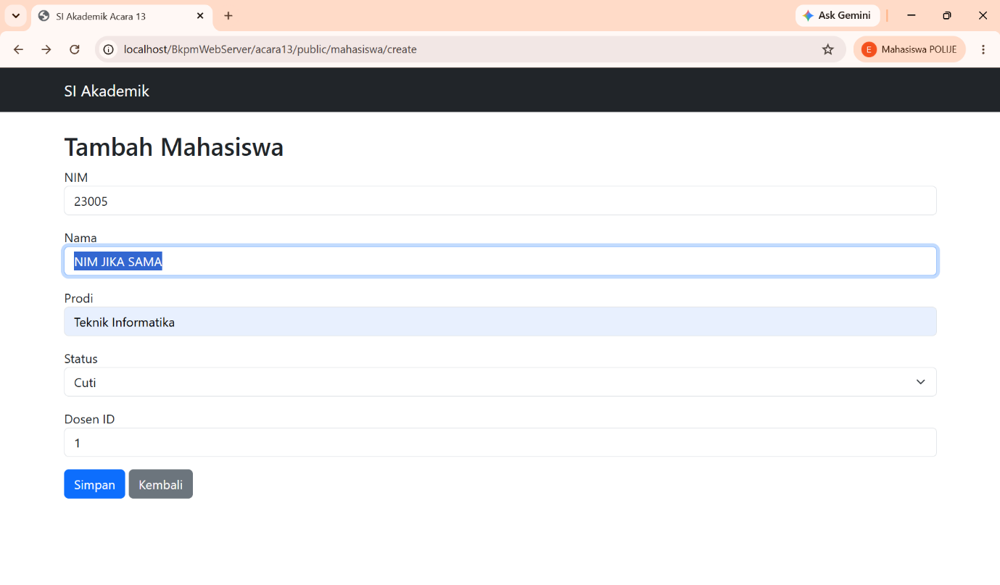 SI Akademik Acara 13
Ask Gemini
localhost/BkpmWebServer/acara13/public/mahasiswa/create
E Mahasiswa POLIJE
SI Akademik
Tambah Mahasiswa
NIM
23005
Nama
NIM JIKA SAMA
Prodi
Teknik Informatika
Status
Cuti
Dosen ID
1
Simpan Kembali